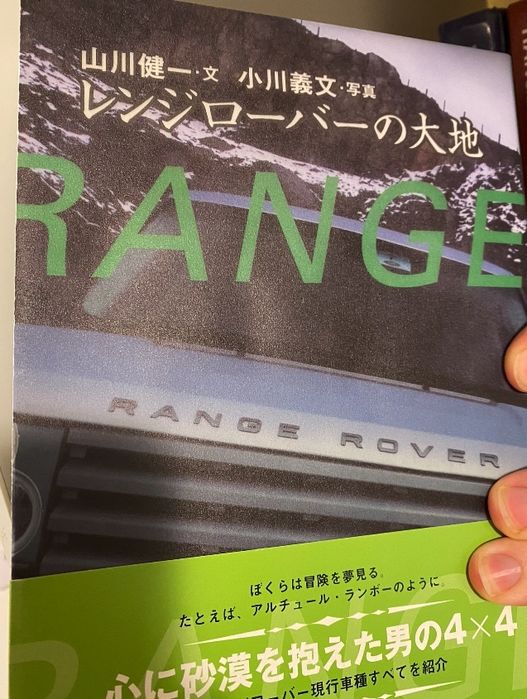 山川健一・文 小川義文・写真
レンジローバーの大地
RANGE
RANGE ROVER
ぼくらは冒険を夢見る。
たとえば、アルチュール・ランボーのように。
心に砂漠を抱えた男の4×4
ローバー現行車種すべてを紹介
RANGE